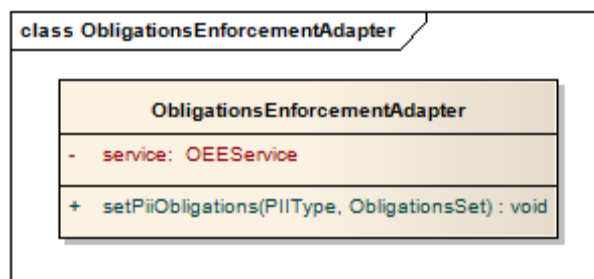 class ObligationsEnforcementAdapter
ObligationsEnforcementAdapter
- service: OEEService
+ setPiiObligations(PIIType, ObligationsSet) : void